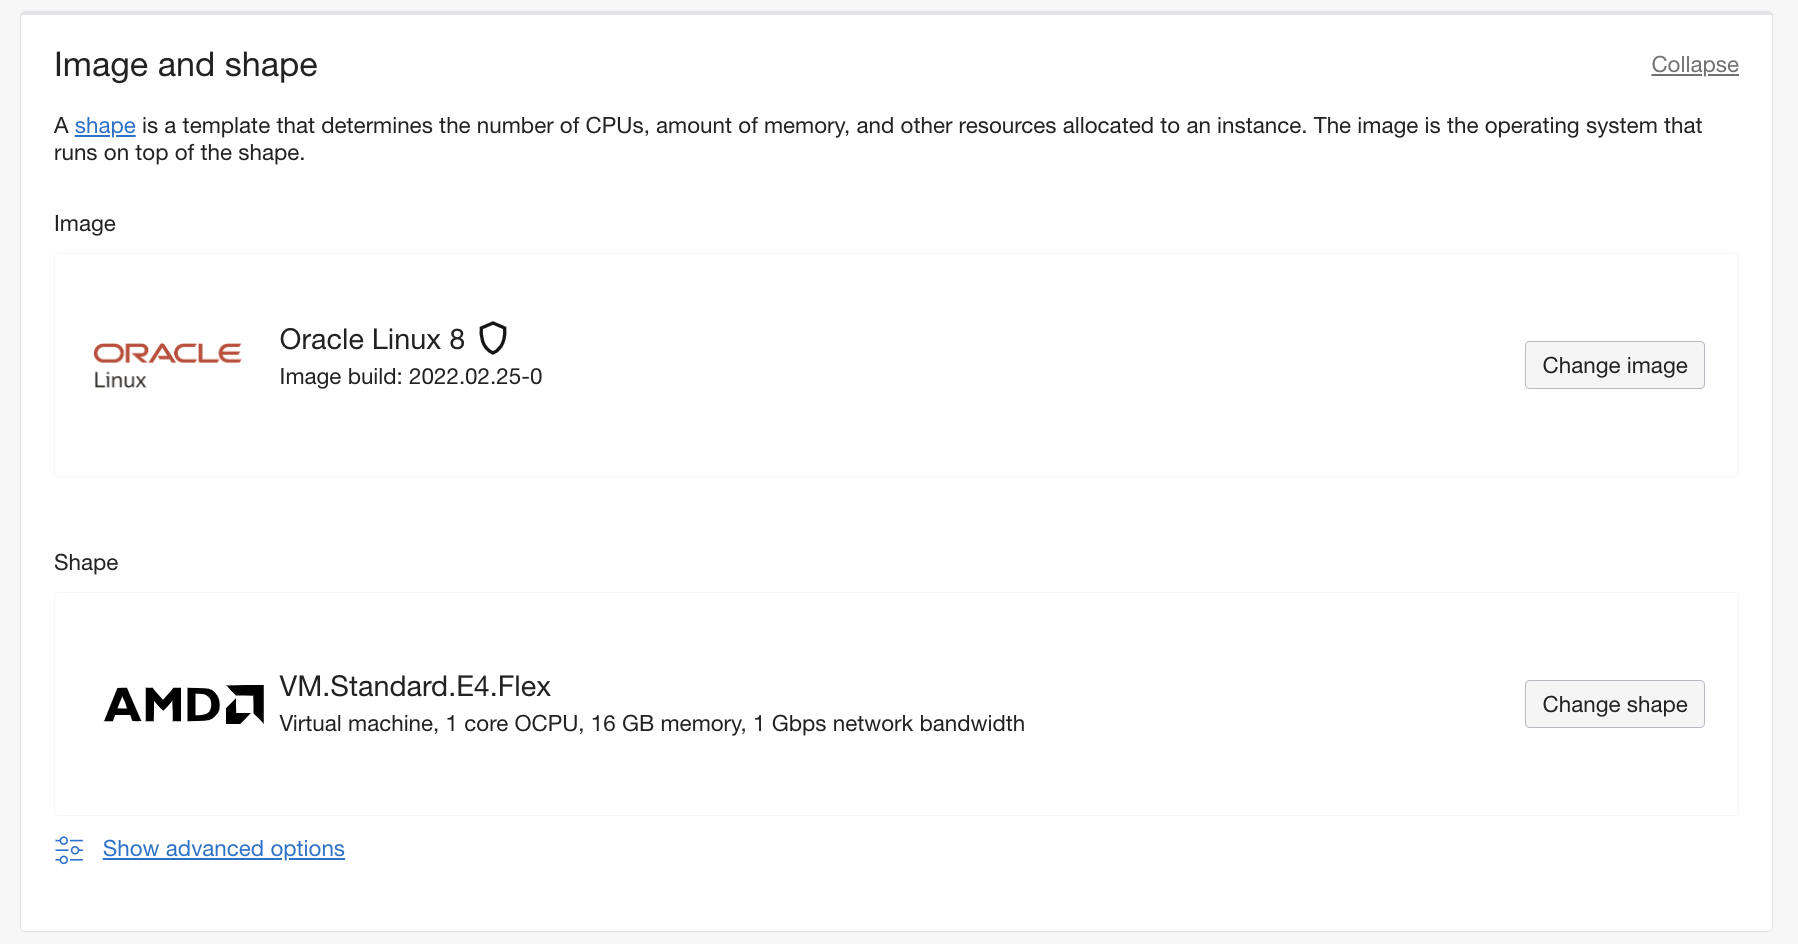 Image and shape
Collapse
A shape is a template that determines the number of CPUs, amount of memory, and other resources allocated to an instance. The image is the operating system that
runs on top of the shape.
Image
ORACLE
Linux
Oracle Linux 8
Image build: 2022.02.25-0
Change image
Shape
AMD
VM.Standard.E4.Flex
Virtual machine, 1 core OCPU, 16 GB memory, 1 Gbps network bandwidth
Change shape
Show advanced options